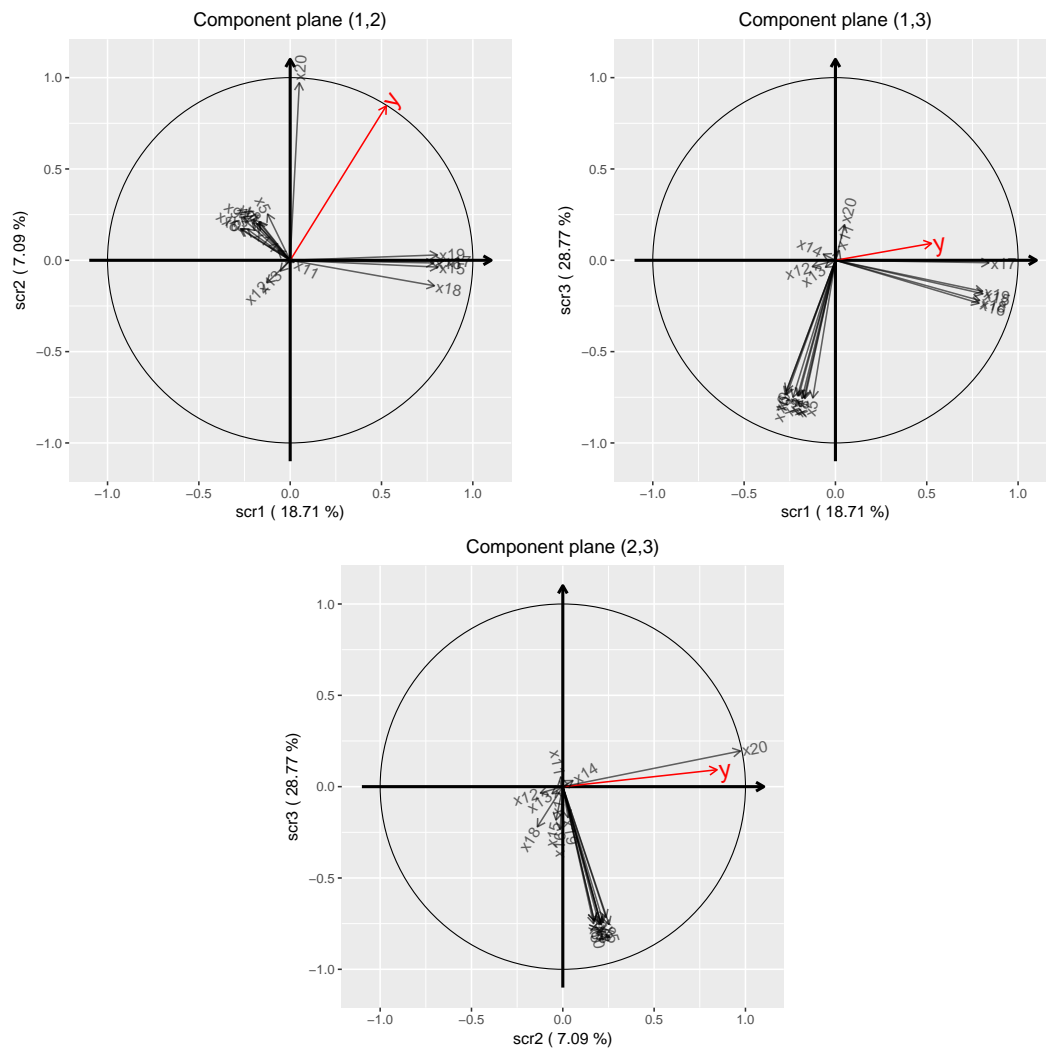 Component plane (1,2)
1.0
0.5
0.0
−0.5
−1.0
scr2 ( 7.09 %)
x20
y
x5
x19
x15
x18
x11
x12
x13
−1.0
−0.5
0.0
0.5
1.0
scr1 ( 18.71 %)
Component plane (1,3)
1.0
0.5
0.0
−0.5
−1.0
scr3 ( 28.77 %)
x20
x11
x14
y
x12
x13
x17
x18
x16
x5
−1.0
−0.5
0.0
0.5
1.0
scr1 ( 18.71 %)
Component plane (2,3)
1.0
0.5
0.0
−0.5
−1.0
scr3 ( 28.77 %)
x20
y
x14
x12
x13
x18
x15
−1.0
−0.5
0.0
0.5
1.0
scr2 ( 7.09 %)